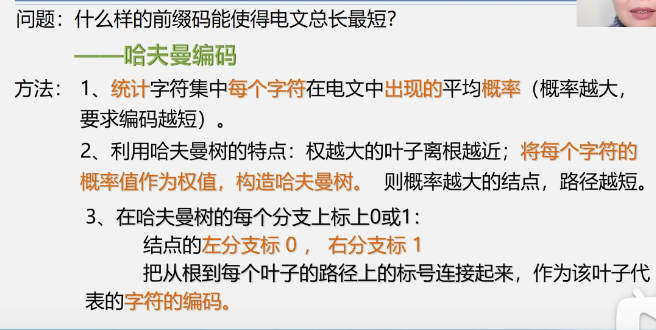 问题：什么样的前缀码能使得电文总长最短？
——哈夫曼编码
方法：1、统计字符集中每个字符在电文中出现的平均概率（概率越大，
要求编码越短）。
2、利用哈夫曼树的特点：权越大的叶子离根越近；将每个字符的
概率值作为权值，构造哈夫曼树。 则概率越大的结点，路径越短。
3、在哈夫曼树的每个分支上标上0或1：
结点的左分支标 0 ， 右分支标 1
把从根到每个叶子的路径上的标号连接起来，作为该叶子代
表的字符的编码。